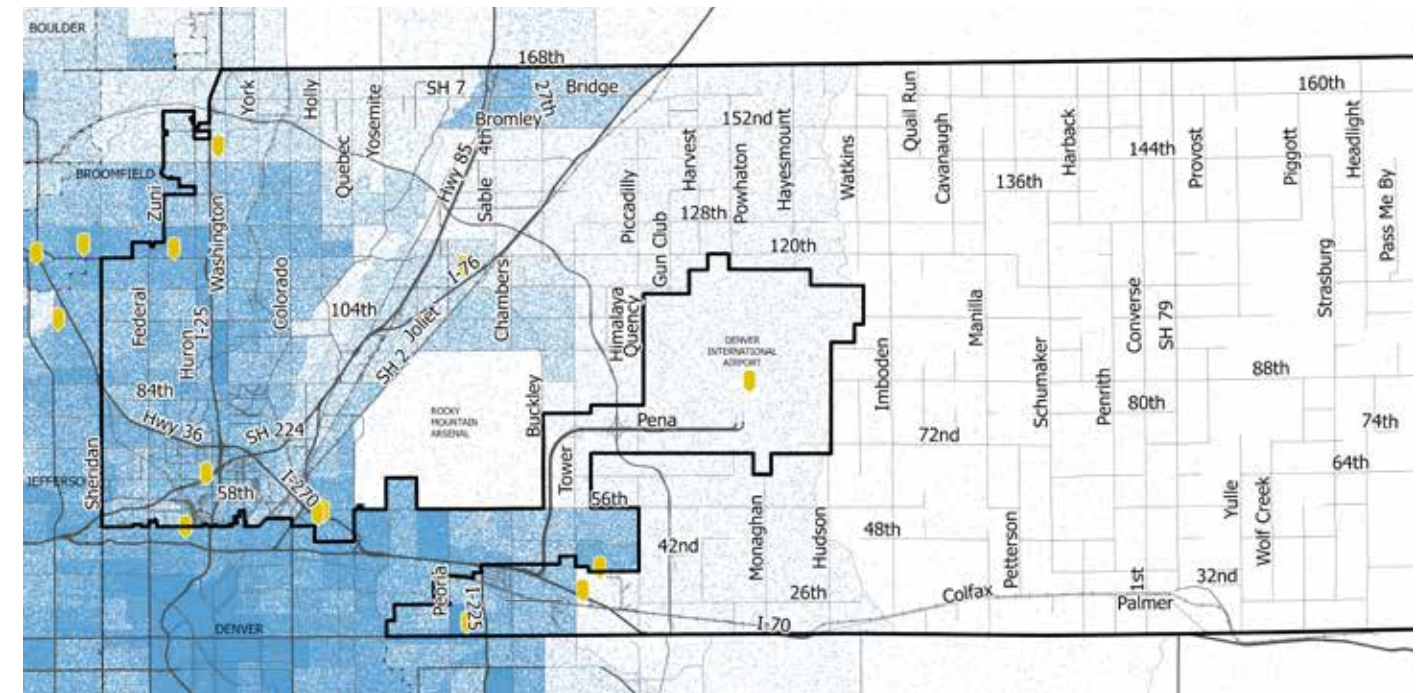 BOULDER
168th
York
Holly
Yosemite
SH 7
27th
Bridge
Bromley
4th
Quebec
Hwy 85
Sable
152nd
Harvest
Powhaton
Hayesmount
Watkins
Quail Run
Cavanaugh
Harback
160th
144th
Provost
Piggott
Headlight
Pass Me By
136th
BROOMFIELD
Zuni
Washington
Piccadilly
128th
Gun Club
120th
Federal
Huron
I-25
Colorado
104th
Joliet
I-76
SH 2
Chambers
Himalaya
Quency
DENVER
INTERNATIONAL
AIRPORT
Imboden
Manilla
Schumaker
Converse
SH 79
Penrith
Strasburg
88th
80th
74th
84th
Hwy 36
SH 224
ROCKY
MOUNTAIN
ARSENAL
Buckley
Pena
72nd
64th
JEFFERSO
Sheridan
58th
I-270
Tower
56th
42nd
Monaghan
Hudson
48th
Petterson
Yulle
Wolf Creek
Peoria
I-225
26th
Colfax
1st
32nd
Palmer
I-70
DENVER